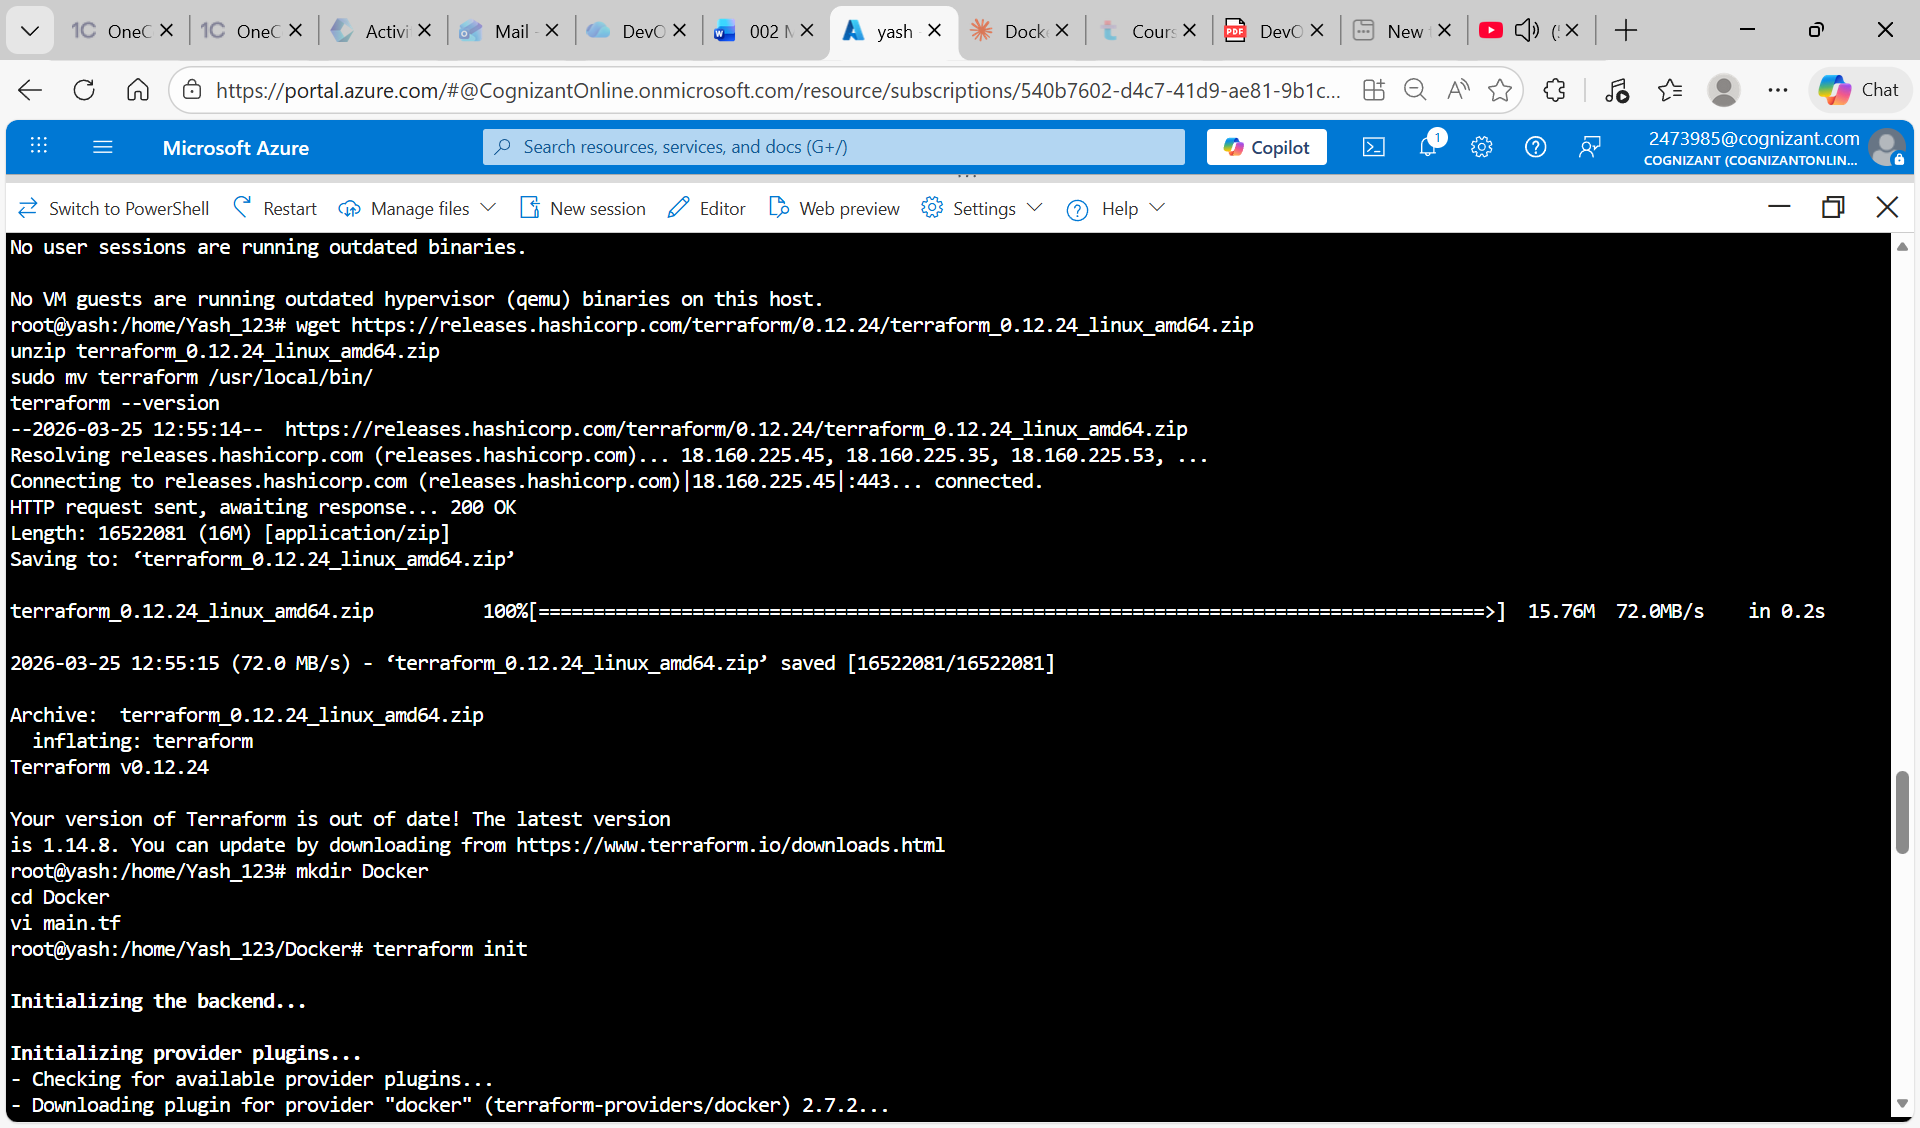 OneC
OneC
Activi
Mail -
DevO
002 M
yash
Dock
Cours
DevO
New
https://portal.azure.com/#@CognizantOnline.onmicrosoft.com/resource/subscriptions/540b7602-d4c7-41d9-ae81-9b1c...
Chat
Microsoft Azure
Search resources, services, and docs (G+/)
Copilot
1
2473985@cognizant.com
COGNIZANT (COGNIZANTONLIN...
Switch to PowerShell
Restart
Manage files
New session
Editor
Web preview
Settings
Help
No user sessions are running outdated binaries.
No VM guests are running outdated hypervisor (qemu) binaries on this host.
root@yash:/home/Yash_123# wget https://releases.hashicorp.com/terraform/0.12.24/terraform_0.12.24_linux_amd64.zip
unzip terraform_0.12.24_linux_amd64.zip
sudo mv terraform /usr/local/bin/
terraform --version
--2026-03-25 12:55:14--  https://releases.hashicorp.com/terraform/0.12.24/terraform_0.12.24_linux_amd64.zip
Resolving releases.hashicorp.com (releases.hashicorp.com)... 18.160.225.45, 18.160.225.35, 18.160.225.53, ...
Connecting to releases.hashicorp.com (releases.hashicorp.com)|18.160.225.45|:443... connected.
HTTP request sent, awaiting response... 200 OK
Length: 16522081 (16M) [application/zip]
Saving to: ‘terraform_0.12.24_linux_amd64.zip’
terraform_0.12.24_linux_amd64.zip          100%[======================================================================================>]  15.76M  72.0MB/s    in 0.2s
2026-03-25 12:55:15 (72.0 MB/s) - ‘terraform_0.12.24_linux_amd64.zip’ saved [16522081/16522081]
Archive:  terraform_0.12.24_linux_amd64.zip
  inflating: terraform
Terraform v0.12.24
Your version of Terraform is out of date! The latest version
is 1.14.8. You can update by downloading from https://www.terraform.io/downloads.html
root@yash:/home/Yash_123# mkdir Docker
cd Docker
vi main.tf
root@yash:/home/Yash_123/Docker# terraform init
Initializing the backend...
Initializing provider plugins...
- Checking for available provider plugins...
- Downloading plugin for provider "docker" (terraform-providers/docker) 2.7.2...